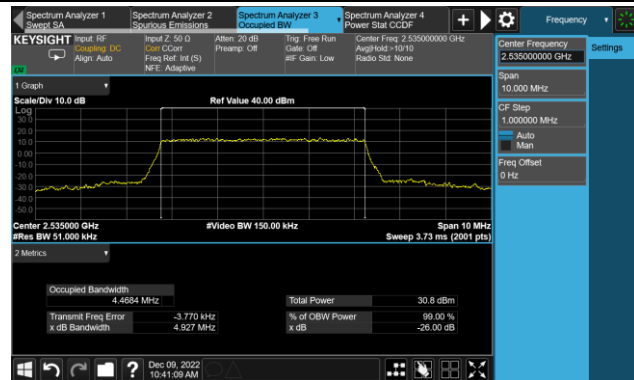 Spectrum Analyzer 1
Swept SA
Spectrum Analyzer 2
Spurious Emissions
Spectrum Analyzer 3
Occupied BW
Spectrum Analyzer 4
Power Stat CCDF
Frequency
KEYSIGHT
Input: RF
Coupling: DC
Align: Auto
Input Z: 50 Ω
Corr CCorr
Freq Ref: Int (S)
NFE: Adaptive
Atten: 20 dB
Preamp: Off
Trig: Free Run
Gate: Off
#IF Gain: Low
Center Freq: 2.535000000 GHz
Avg|Hold:>10/10
Radio Std: None
Center Frequency
2.535000000 GHz
Settings
Span
10.000 MHz
CF Step
1.000000 MHz
Auto
Man
Freq Offset
0 Hz
1 Graph
Scale/Div 10.0 dB
Ref Value 40.00 dBm
Log
30.0
20.0
10.0
0.00
-10.0
-20.0
-30.0
-40.0
-50.0
Center 2.535000 GHz
#Video BW 150.00 kHz
Span 10 MHz
#Res BW 51.000 kHz
Sweep 3.73 ms (2001 pts)
2 Metrics
Occupied Bandwidth
4.4684 MHz
Total Power
30.8 dBm
Transmit Freq Error
-3.770 kHz
% of OBW Power
99.00 %
x dB Bandwidth
4.927 MHz
x dB
-26.00 dB
?
Dec 09, 2022
10:41:09 AM